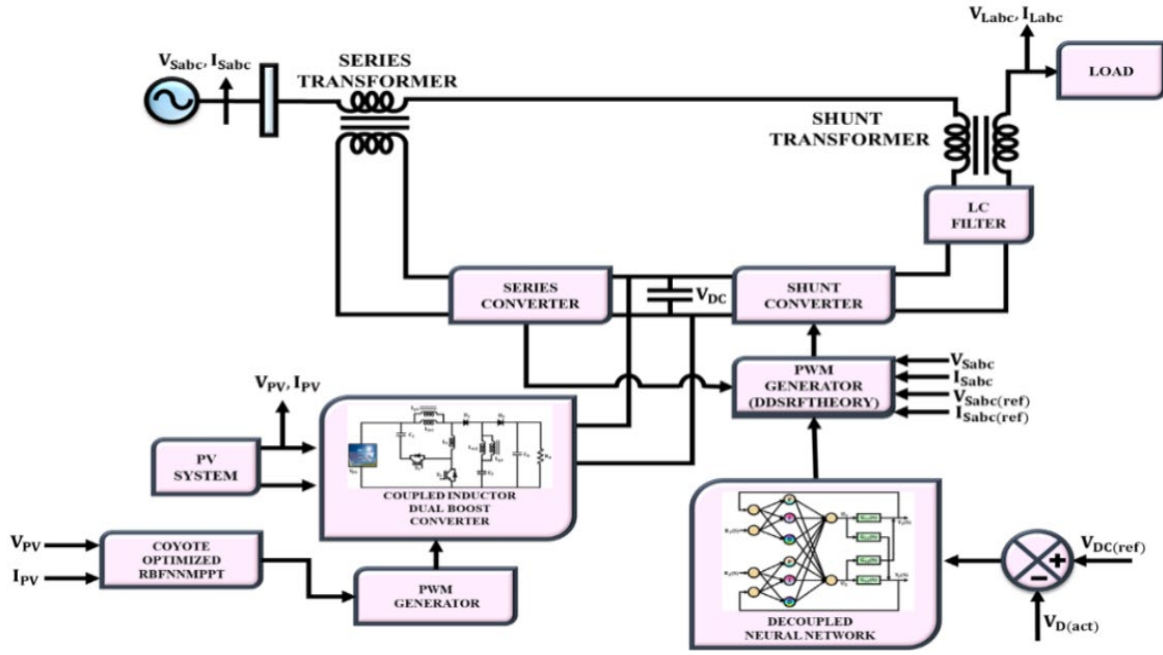 V_Labc, I_Labc
V_Sabc, I_Sabc
SERIES
TRANSFORMER
LOAD
SHUNT
TRANSFORMER
LC
FILTER
SERIES
CONVERTER
V_DC
SHUNT
CONVERTER
PWM
GENERATOR
(DDSRFTHEORY)
V_Sabc
I_Sabc
V_Sabc(ref)
I_Sabc(ref)
V_PV, I_PV
PV
SYSTEM
COUPLED INDUCTOR
DUAL BOOST
CONVERTER
V_PV
I_PV
COYOTE
OPTIMIZED
RBFNNMPPT
PWM
GENERATOR
DECOUPLED
NEURAL NETWORK
V_DC(ref)
V_D(act)